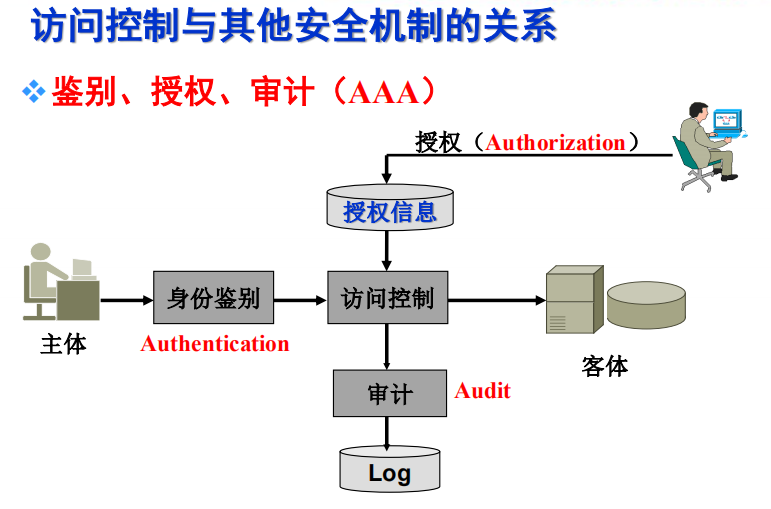 访问控制与其他安全机制的关系
鉴别、授权、审计（AAA）
授权（Authorization）
授权信息
身份鉴别
访问控制
主体
Authentication
客体
审计
Audit
Log